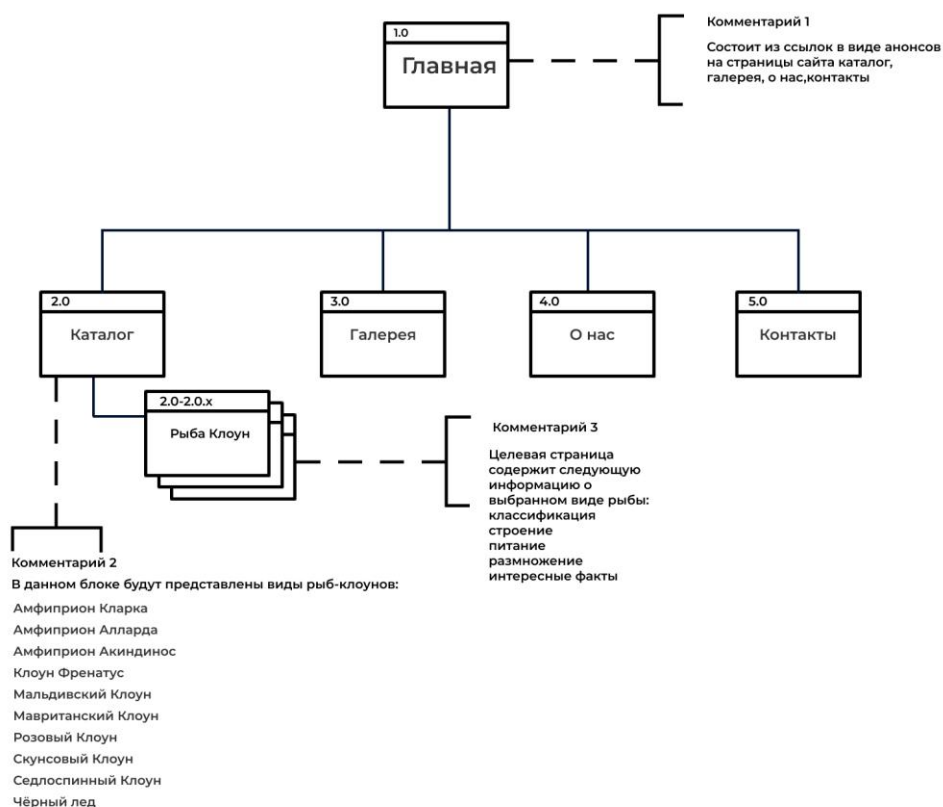 1.0
Главная
Комментарий 1
Состоит из ссылок в виде анонсов
на страницы сайта каталог,
галерея, о нас,контакты
2.0
Каталог
3.0
Галерея
4.0
О нас
5.0
Контакты
2.0-2.0.x
Рыба Клоун
Комментарий 3
Целевая страница
содержит следующую
информацию о
выбранном виде рыбы:
классификация
строение
питание
размножение
интересные факты
Комментарий 2
В данном блоке будут представлены виды рыб-клоунов:
Амфиприон Кларка
Амфиприон Алларда
Амфиприон Акиндинос
Клоун Френатус
Мальдивский Клоун
Мавританский Клоун
Розовый Клоун
Скунсовый Клоун
Седлоспинный Клоун
Чёрный лед